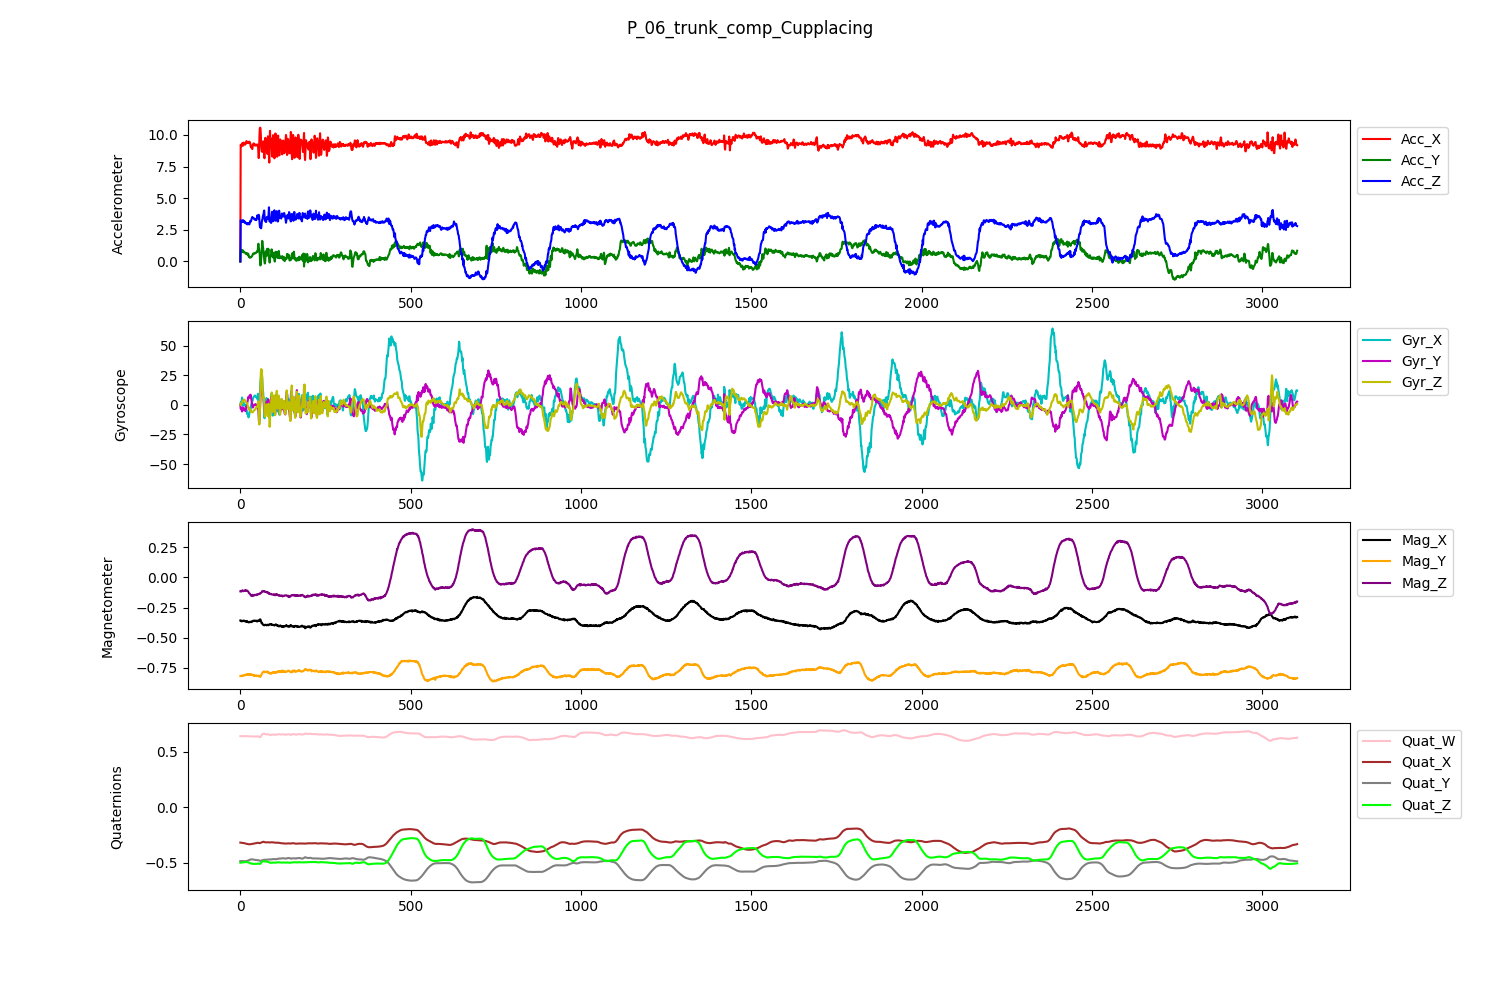 P_06_trunk_comp_Cupplacing
Accelerometer
10.0
7.5
5.0
2.5
0.0
0 500 1000 1500 2000 2500 3000
Acc_X
Acc_Y
Acc_Z
Gyroscope
50
25
0
−25
−50
0 500 1000 1500 2000 2500 3000
Gyr_X
Gyr_Y
Gyr_Z
Magnetometer
0.25
0.00
−0.25
−0.50
−0.75
0 500 1000 1500 2000 2500 3000
Mag_X
Mag_Y
Mag_Z
Quaternions
0.5
0.0
−0.5
0 500 1000 1500 2000 2500 3000
Quat_W
Quat_X
Quat_Y
Quat_Z